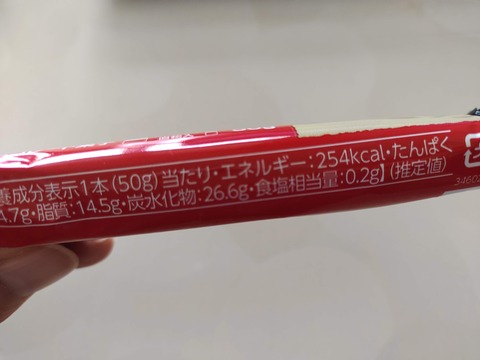 養成分表示1本(50g)当たり・エネルギー:254kcal・たんぱく
4.7g・脂質:14.5g・炭水化物:26.6g・食塩相当量:0.2g】(推定値)
3460